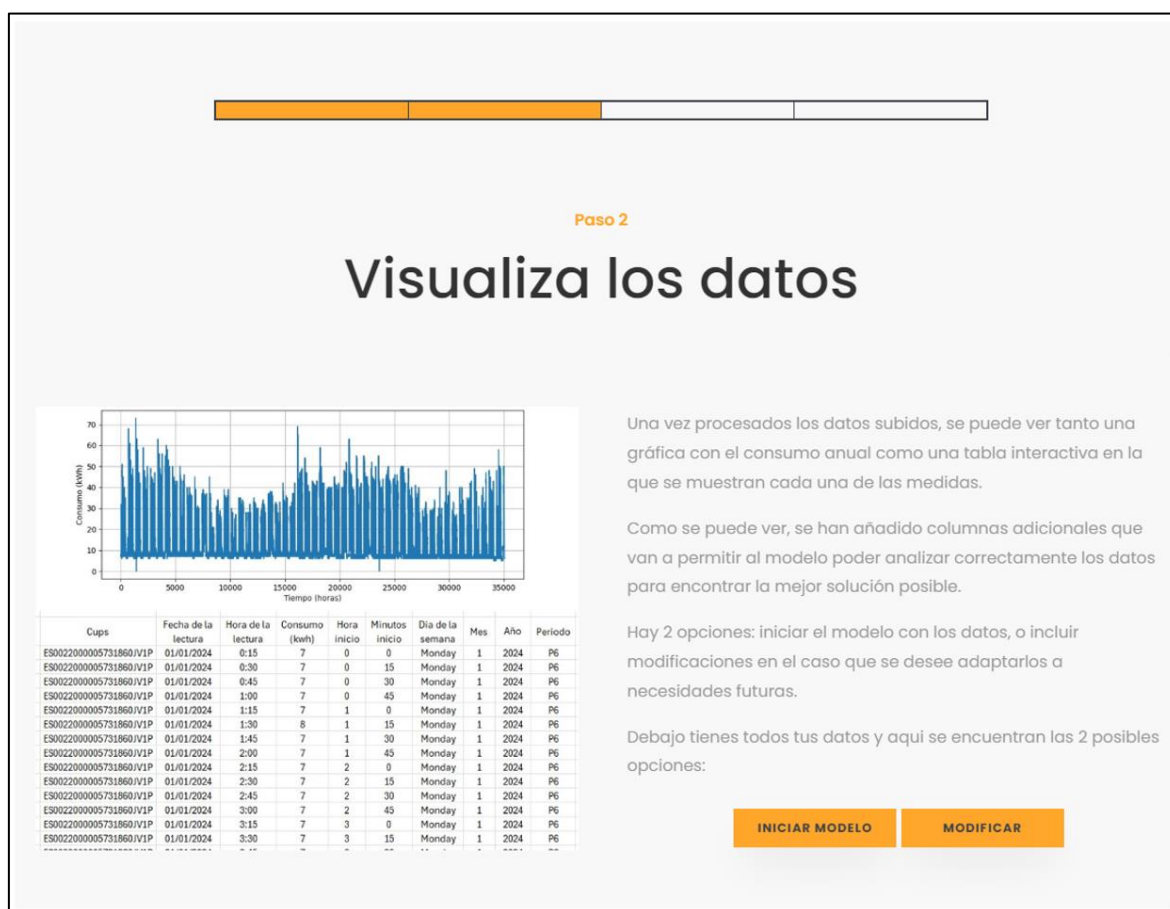 Paso 2
Visualiza los datos
70
60
50
40
30
20
10
0
Consumo (kWh)
0 5000 10000 15000 20000 25000 30000 35000
Tiempo (horas)
Cups Fecha de la lectura Hora de la lectura Consumo (kwh) Hora inicio Minutos inicio Dia de la semana Mes Año Periodo
ES0022000005731860JV1P 01/01/2024 0:15 7 0 0 Monday 1 2024 P6
ES0022000005731860JV1P 01/01/2024 0:30 7 0 15 Monday 1 2024 P6
ES0022000005731860JV1P 01/01/2024 0:45 7 0 30 Monday 1 2024 P6
ES0022000005731860JV1P 01/01/2024 1:00 7 0 45 Monday 1 2024 P6
ES0022000005731860JV1P 01/01/2024 1:15 7 1 0 Monday 1 2024 P6
ES0022000005731860JV1P 01/01/2024 1:30 8 1 15 Monday 1 2024 P6
ES0022000005731860JV1P 01/01/2024 1:45 7 1 30 Monday 1 2024 P6
ES0022000005731860JV1P 01/01/2024 2:00 7 1 45 Monday 1 2024 P6
ES0022000005731860JV1P 01/01/2024 2:15 7 2 0 Monday 1 2024 P6
ES0022000005731860JV1P 01/01/2024 2:30 7 2 15 Monday 1 2024 P6
ES0022000005731860JV1P 01/01/2024 2:45 7 2 30 Monday 1 2024 P6
ES0022000005731860JV1P 01/01/2024 3:00 7 2 45 Monday 1 2024 P6
ES0022000005731860JV1P 01/01/2024 3:15 7 3 0 Monday 1 2024 P6
ES0022000005731860JV1P 01/01/2024 3:30 7 3 15 Monday 1 2024 P6
Una vez procesados los datos subidos, se puede ver tanto una
gráfica con el consumo anual como una tabla interactiva en la
que se muestran cada una de las medidas.
Como se puede ver, se han añadido columnas adicionales que
van a permitir al modelo poder analizar correctamente los datos
para encontrar la mejor solución posible.
Hay 2 opciones: iniciar el modelo con los datos, o incluir
modificaciones en el caso que se desee adaptarlos a
necesidades futuras.
Debajo tienes todos tus datos y aqui se encuentran las 2 posibles
opciones:
INICIAR MODELO MODIFICAR